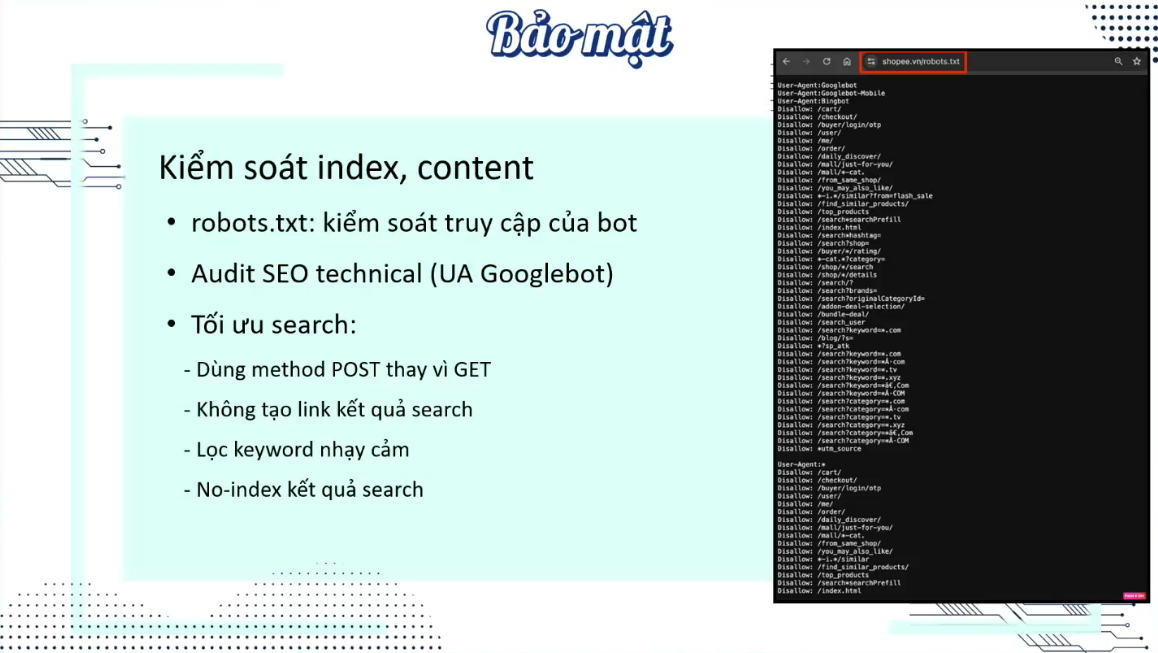 Bảo mật
Kiểm soát index, content
• robots.txt: kiểm soát truy cập của bot
• Audit SEO technical (UA Googlebot)
• Tối ưu search:
- Dùng method POST thay vì GET
- Không tạo link kết quả search
- Lọc keyword nhạy cảm
- No-index kết quả search
shopee.vn/robots.txt
User-Agent:Googlebot
User-Agent:Googlebot-Mobile
User-Agent:Bingbot
Disallow: /cart/
Disallow: /checkout/
Disallow: /buyer/login/otp
Disallow: /user/
Disallow: /me/
Disallow: /order/
Disallow: /daily_discover/
Disallow: /mall/just-for-you/
Disallow: /mall/*-cat.
Disallow: /from_same_shop/
Disallow: /you_may_also_like/
Disallow: *-i.*/similar?from=flash_sale
Disallow: /find_similar_products/
Disallow: /top_products
Disallow: /search*searchPrefill
Disallow: /index.html
Disallow: /search*hashtag=
Disallow: /search?shop=
Disallow: /buyer/*/rating/
Disallow: *-cat.*?category=
Disallow: /shop/*/search
Disallow: /shop/*/details
Disallow: /search/?
Disallow: /search?brands=
Disallow: /search?originalCategoryId=
Disallow: /addon-deal-selection/
Disallow: /bundle-deal/
Disallow: /search_user
Disallow: /search?keyword=*.com
Disallow: /blog/?s=
Disallow: *?sp_atk
Disallow: /search?keyword=*.com
Disallow: /search?keyword=*Â·com
Disallow: /search?keyword=*.tv
Disallow: /search?keyword=*.xyz
Disallow: /search?keyword=*ã€‚Com
Disallow: /search?keyword=*Â·COM
Disallow: /search?category=*.com
Disallow: /search?category=*Â·com
Disallow: /search?category=*.tv
Disallow: /search?category=*.xyz
Disallow: /search?category=*ã€‚Com
Disallow: /search?category=*Â·COM
Disallow: *utm_source
User-Agent:*
Disallow: /cart/
Disallow: /checkout/
Disallow: /buyer/login/otp
Disallow: /user/
Disallow: /me/
Disallow: /order/
Disallow: /daily_discover/
Disallow: /mall/just-for-you/
Disallow: /mall/*-cat.
Disallow: /from_same_shop/
Disallow: /you_may_also_like/
Disallow: *-i.*/similar
Disallow: /find_similar_products/
Disallow: /top_products
Disallow: /search*searchPrefill
Disallow: /index.html